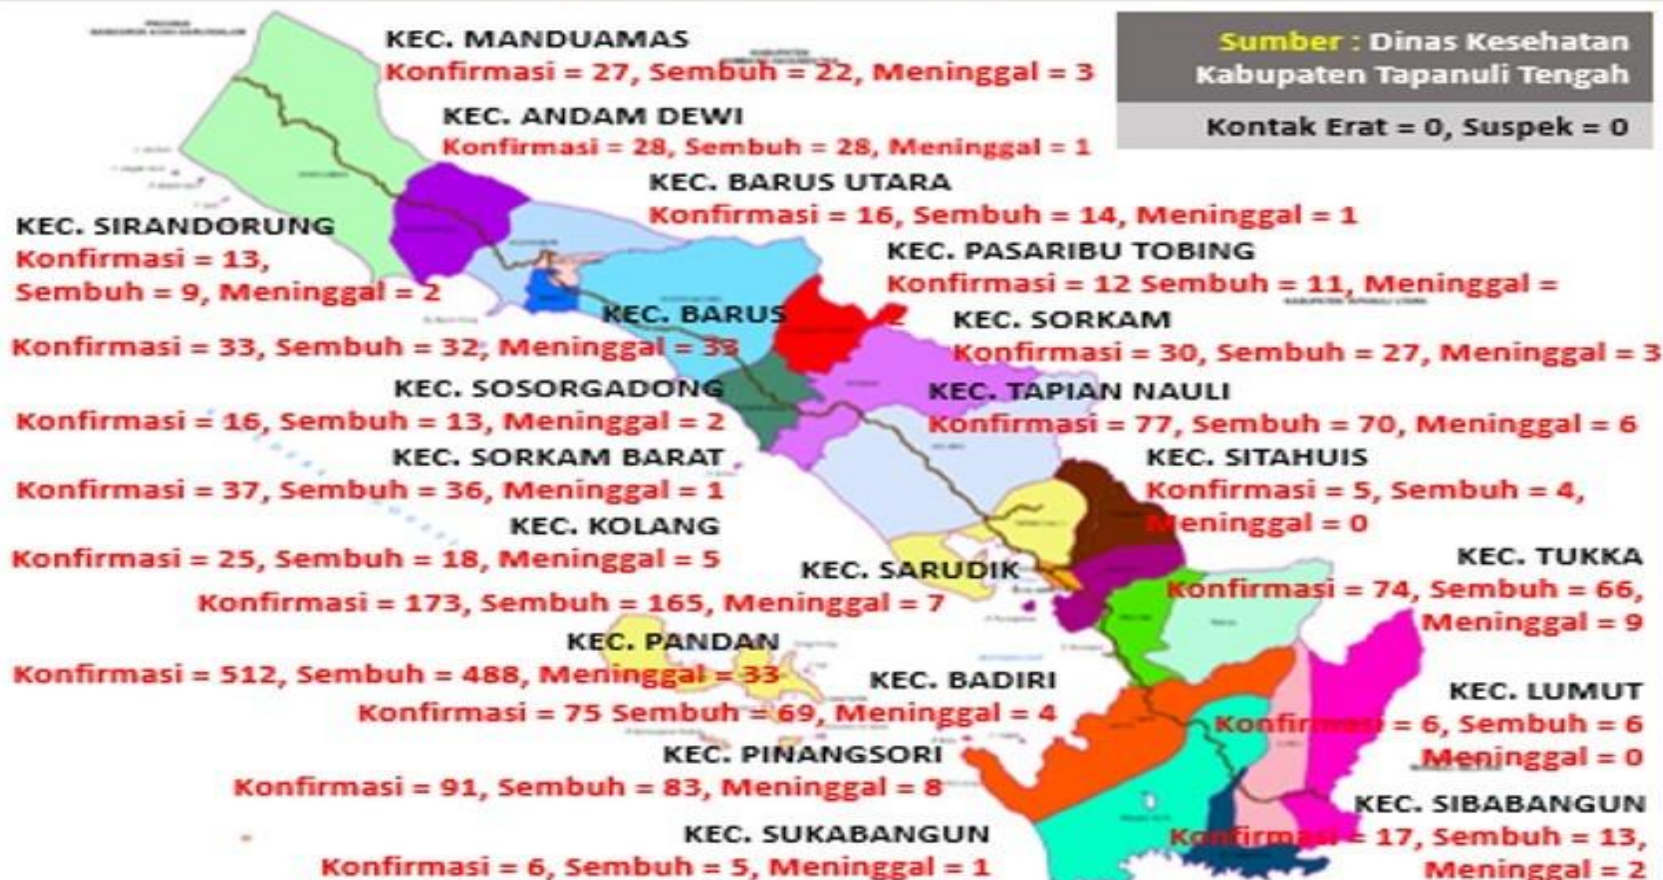 KEC. MANDUAMAS
Konfirmasi = 27, Sembuh = 22, Meninggal = 3
Sumber : Dinas Kesehatan
Kabupaten Tapanuli Tengah
Kontak Erat = 0, Suspek = 0
KEC. ANDAM DEWI
Konfirmasi = 28, Sembuh = 28, Meninggal = 1
KEC. BARUS UTARA
Konfirmasi = 16, Sembuh = 14, Meninggal = 1
KEC. SIRANDORUNG
Konfirmasi = 13,
Sembuh = 9, Meninggal = 2
KEC. PASARIBU TOBING
Konfirmasi = 12 Sembuh = 11, Meninggal =
2
KEC. BARUS
Konfirmasi = 33, Sembuh = 32, Meninggal = 33
KEC. SORKAM
Konfirmasi = 30, Sembuh = 27, Meninggal = 3
KEC. SOSORGADONG
Konfirmasi = 16, Sembuh = 13, Meninggal = 2
KEC. TAPIAN NAULI
Konfirmasi = 77, Sembuh = 70, Meninggal = 6
KEC. SORKAM BARAT
Konfirmasi = 37, Sembuh = 36, Meninggal = 1
KEC. SITAHUIS
Konfirmasi = 5, Sembuh = 4,
Meninggal = 0
KEC. KOLANG
Konfirmasi = 25, Sembuh = 18, Meninggal = 5
KEC. SARUDIK
Konfirmasi = 173, Sembuh = 165, Meninggal = 7
KEC. TUKKA
Konfirmasi = 74, Sembuh = 66,
Meninggal = 9
KEC. PANDAN
Konfirmasi = 512, Sembuh = 488, Meninggal = 33
KEC. BADIRI
Konfirmasi = 75 Sembuh = 69, Meninggal = 4
KEC. LUMUT
Konfirmasi = 6, Sembuh = 6
Meninggal = 0
KEC. PINANGSORI
Konfirmasi = 91, Sembuh = 83, Meninggal = 8
KEC. SIBABANGUN
Konfirmasi = 17, Sembuh = 13,
Meninggal = 2
KEC. SUKABANGUN
Konfirmasi = 6, Sembuh = 5, Meninggal = 1